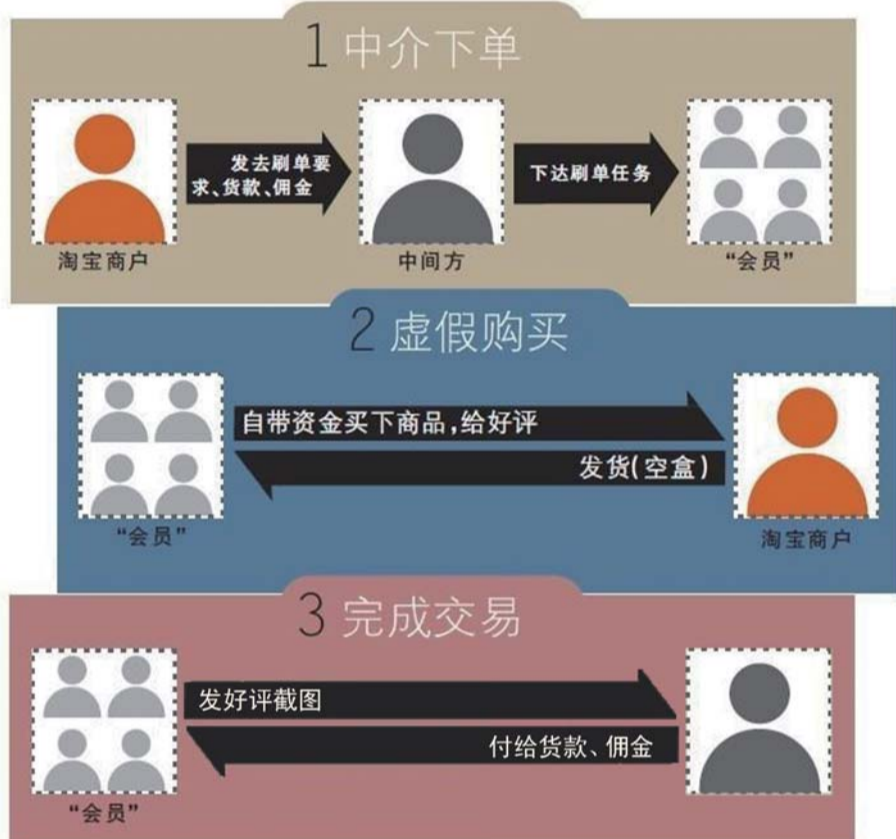 1 中介下单
发去刷单要
求、货款、佣金
下达刷单任务
淘宝商户
中间方
“会员”
2 虚假购买
自带资金买下商品,给好评
发货(空盒)
“会员”
淘宝商户
3 完成交易
发好评截图
付给货款、佣金
“会员”